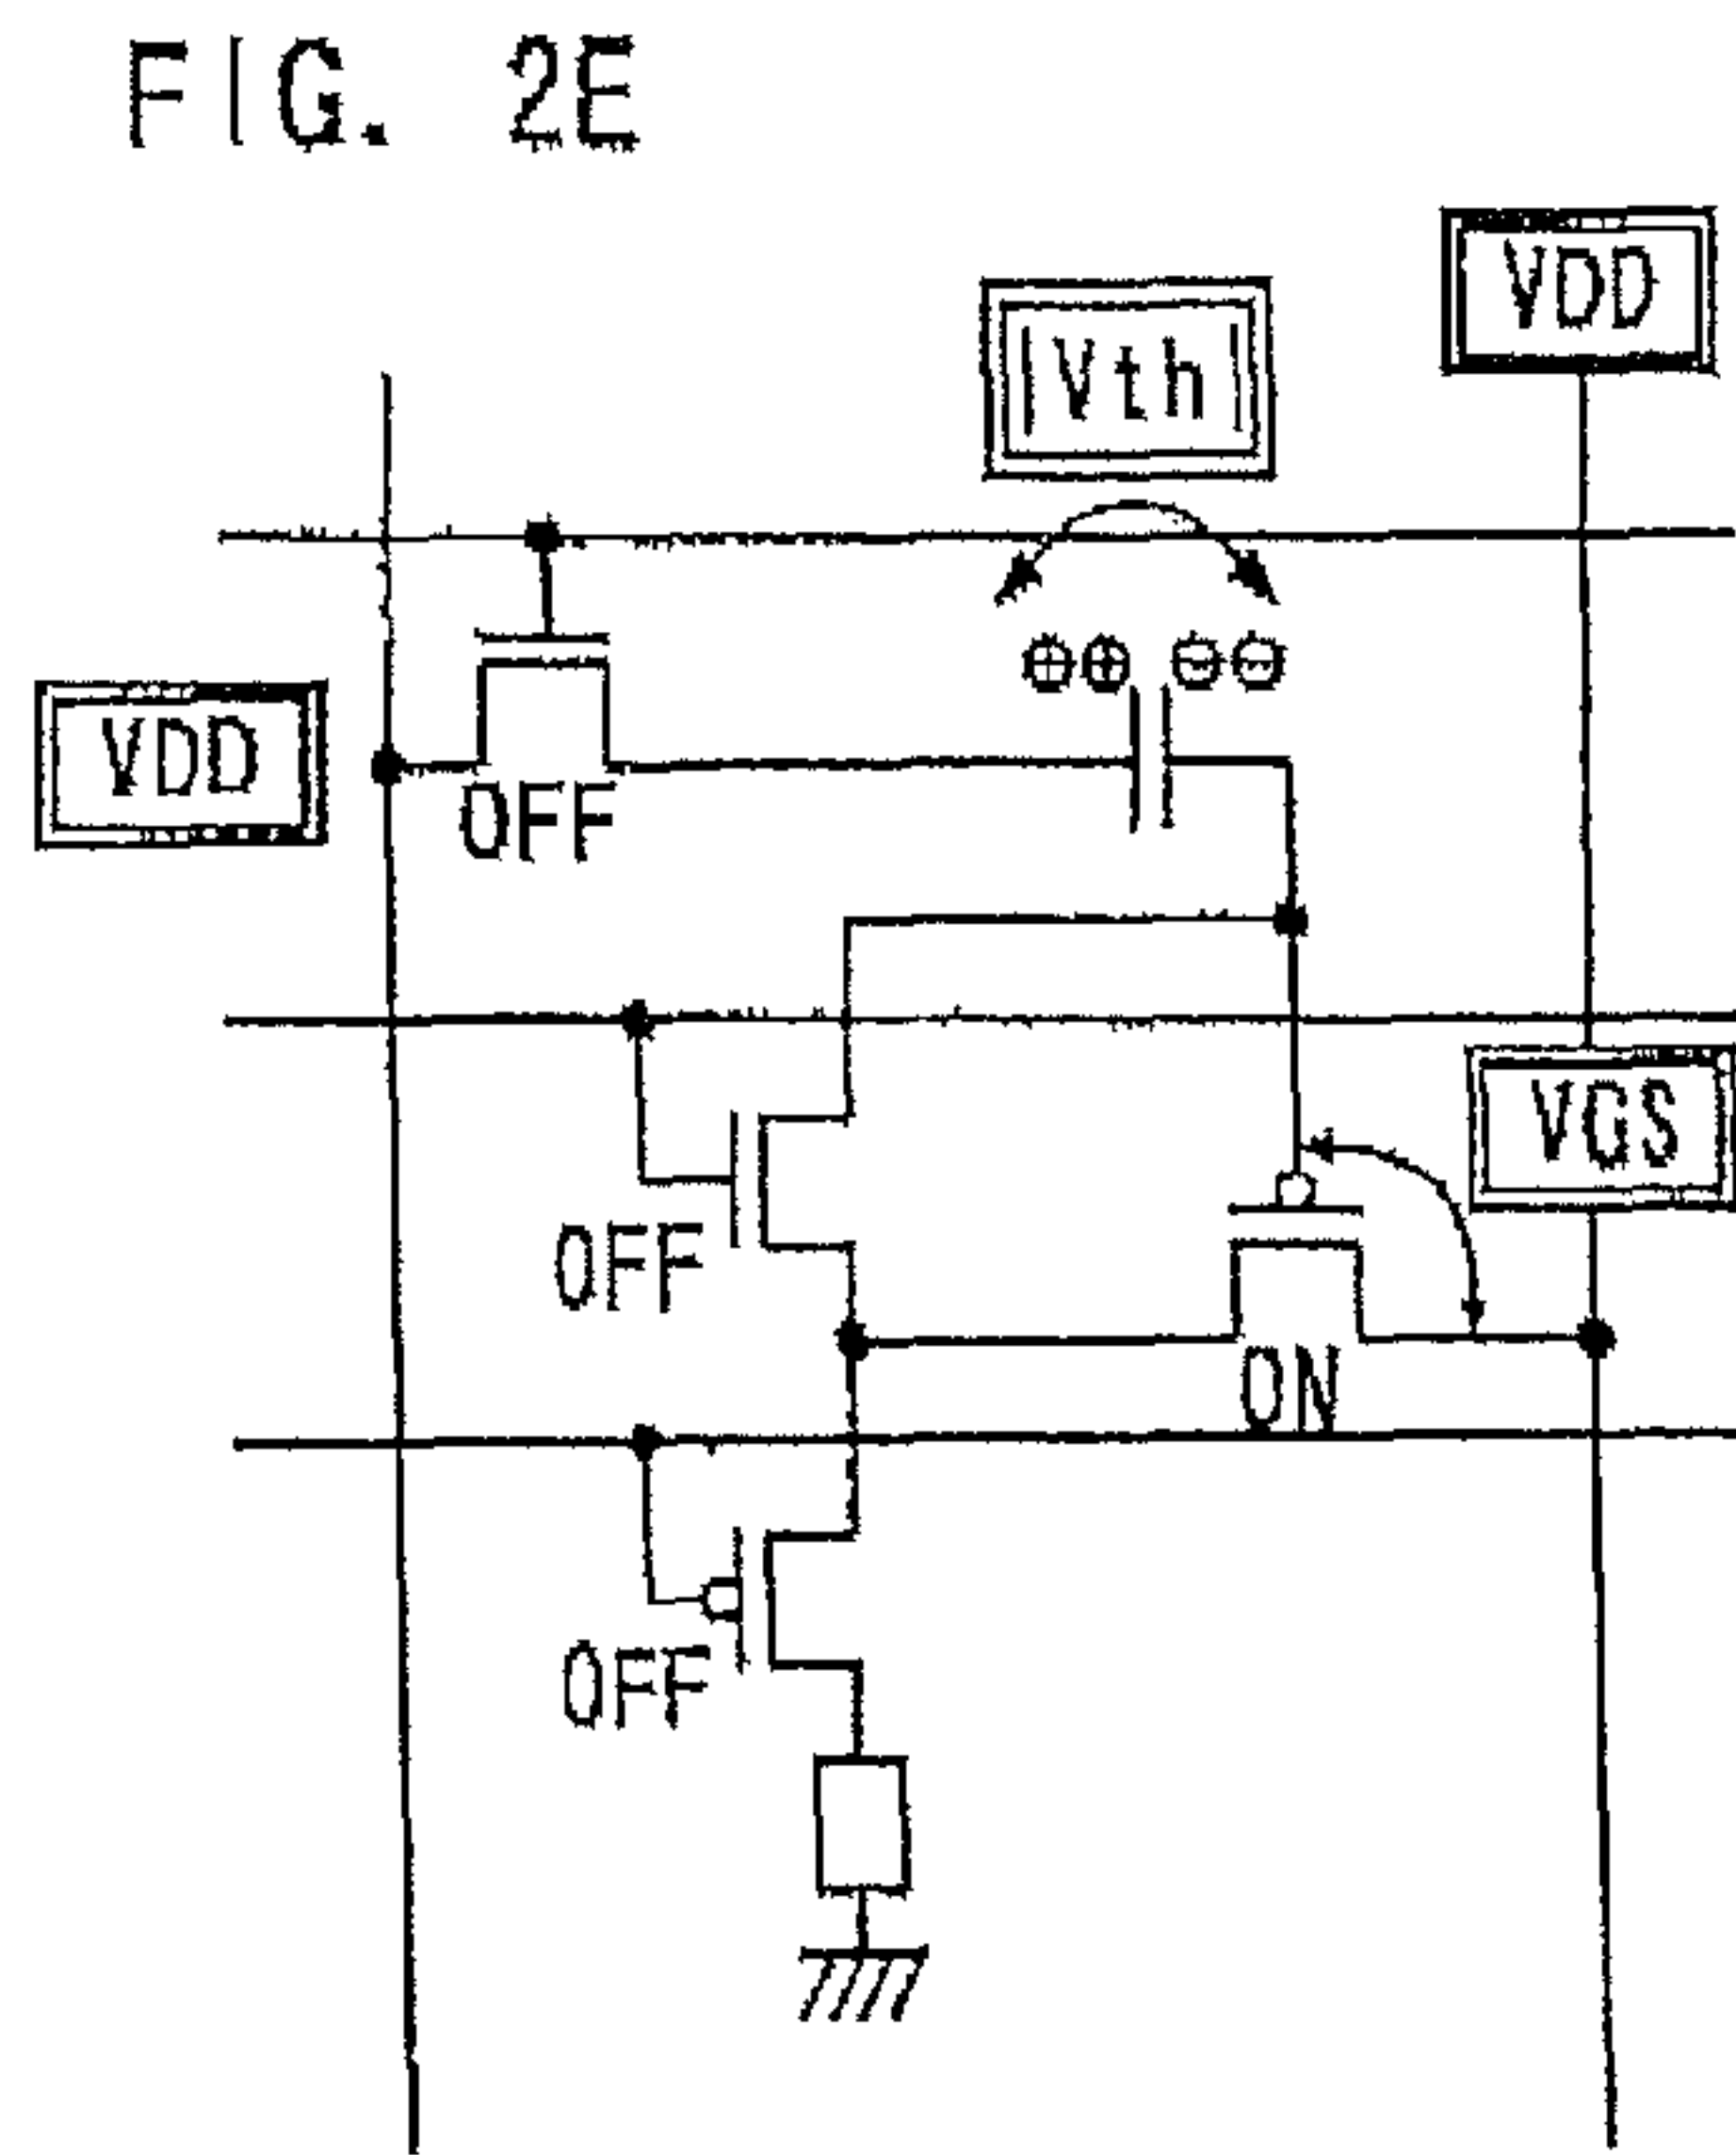 FIG. 2E
VDD
|Vth|
⊕⊕ ⊖⊖
VDD
OFF
VGS
OFF
ON
OFF